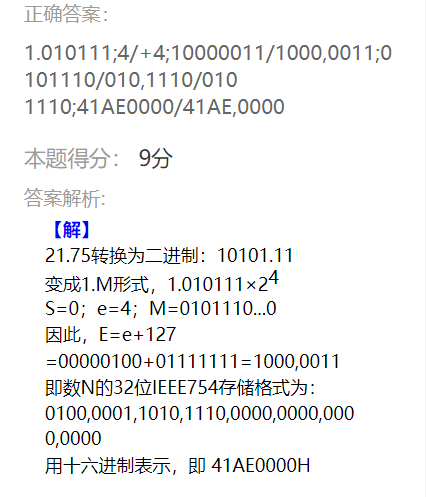 正确答案：
1.010111;4/+4;10000011/1000,0011;0
101110/010,1110/010
1110;41AE0000/41AE,0000
本题得分： 9分
答案解析:
【解】
21.75转换为二进制：10101.11
变成1.M形式，1.010111×2⁴
S=0；e=4；M=0101110...0
因此，E=e+127
=00000100+01111111=1000,0011
即数N的32位IEEE754存储格式为：
0100,0001,1010,1110,0000,0000,000
0,0000
用十六进制表示，即 41AE0000H